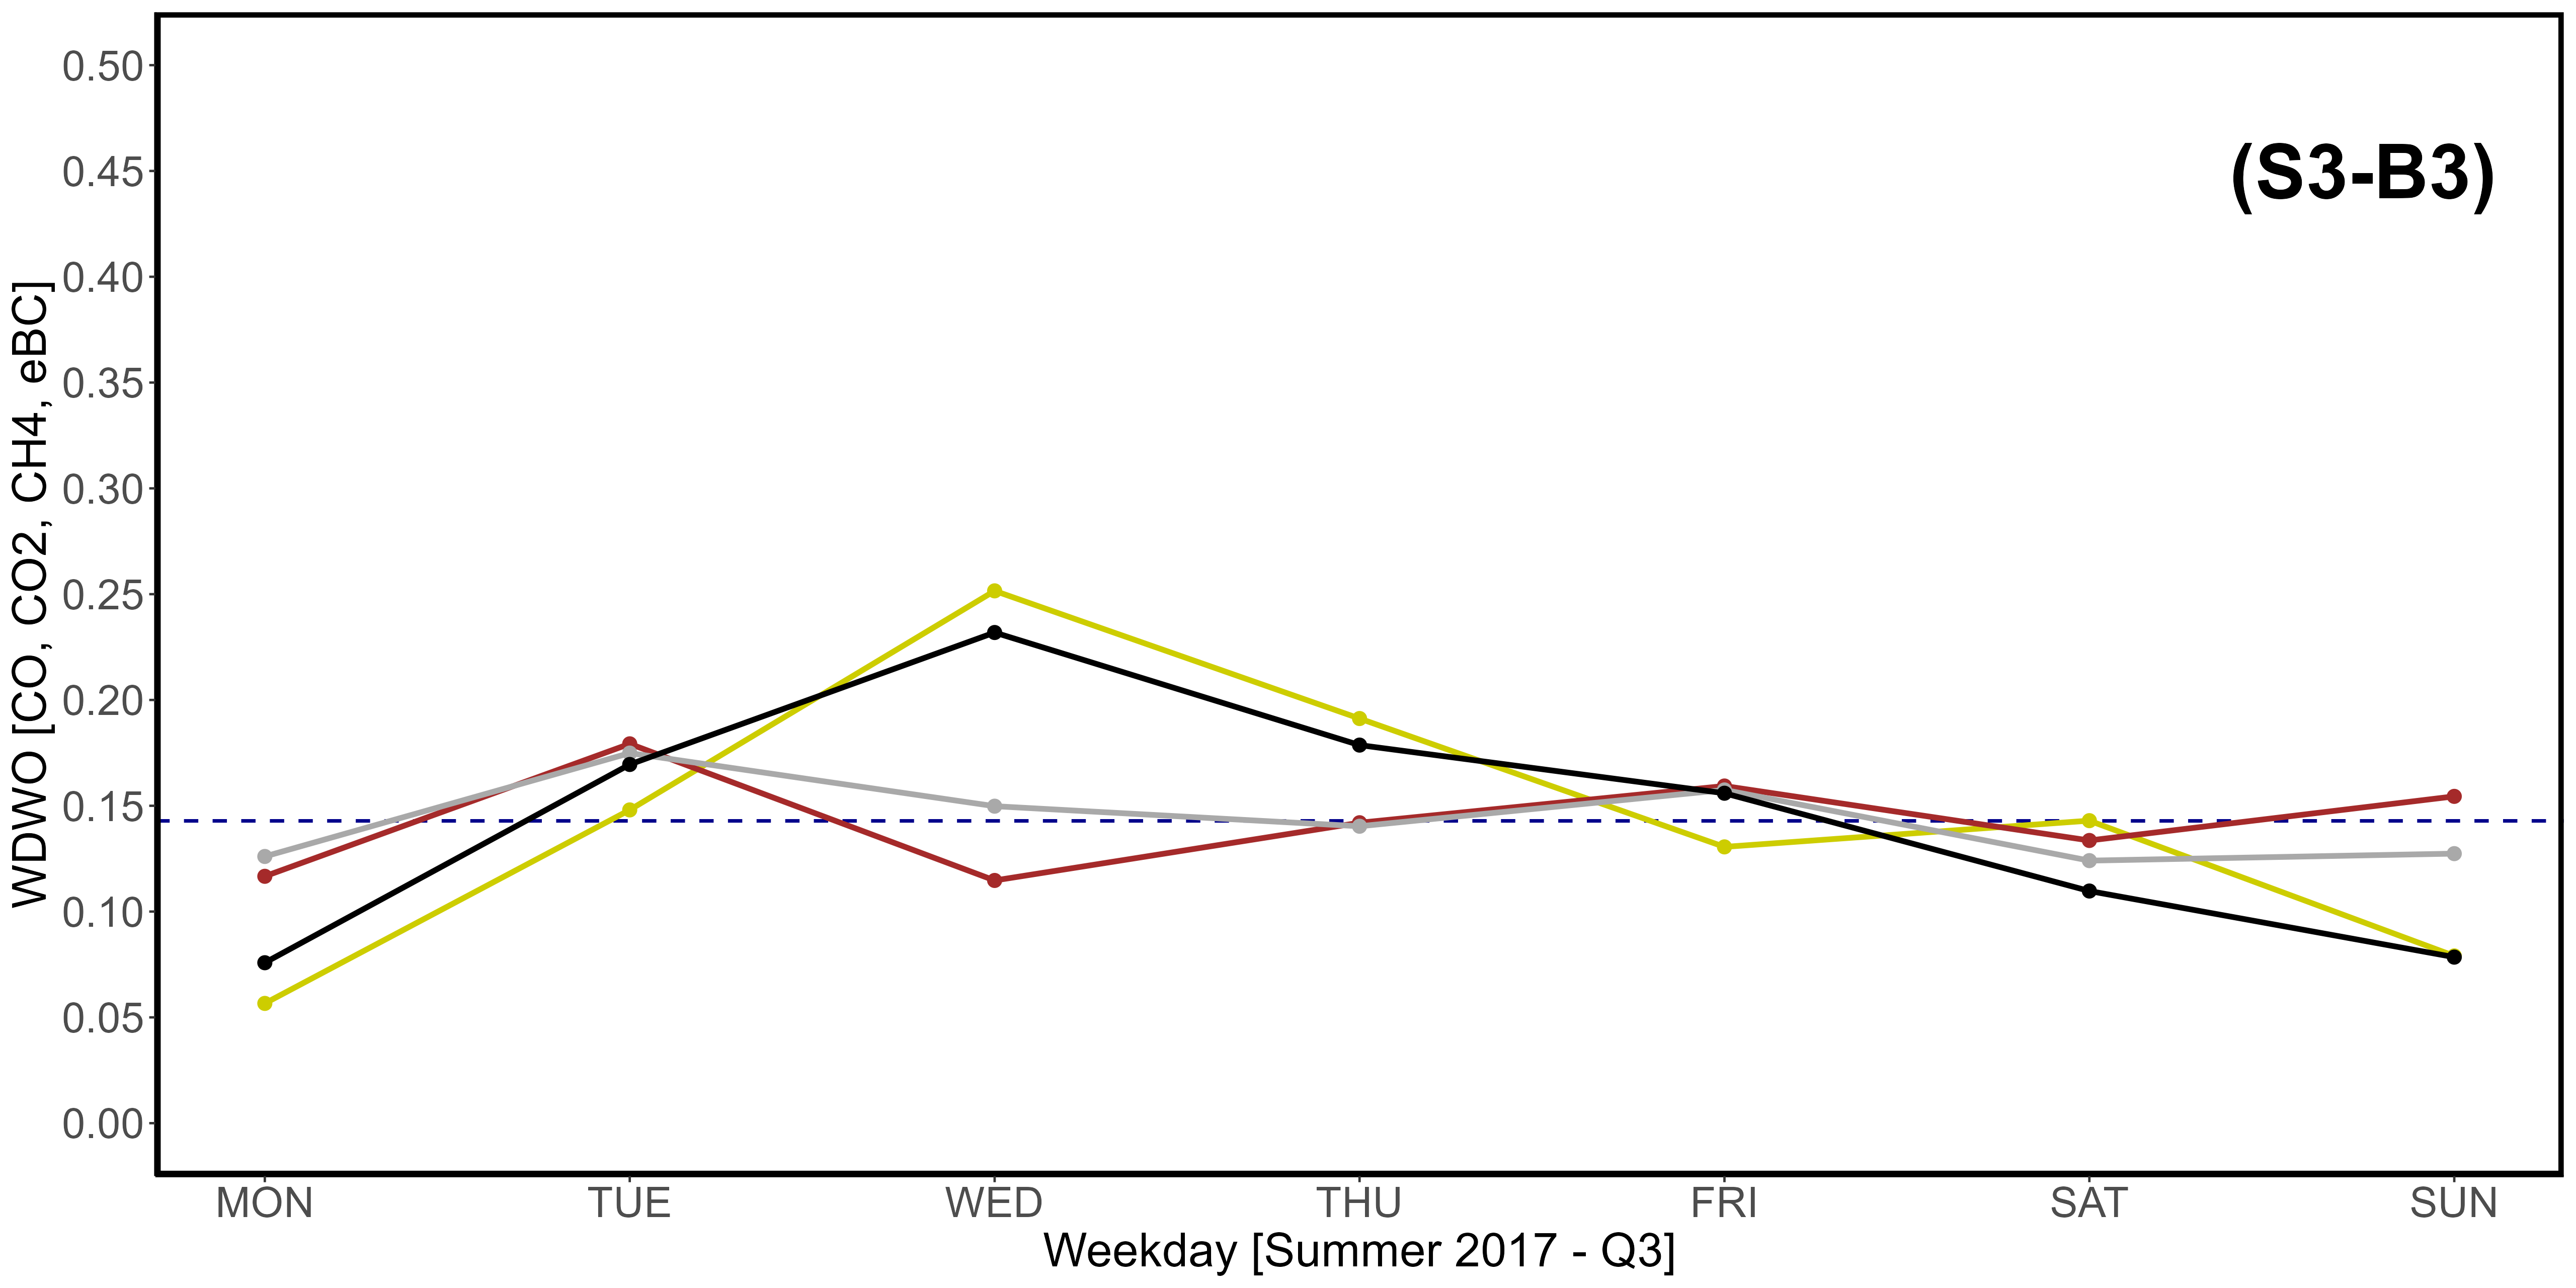 (S3-B3)
WDWO [CO, CO2, CH4, eBC]
0.50
0.45
0.40
0.35
0.30
0.25
0.20
0.15
0.10
0.05
0.00
MON TUE WED THU FRI SAT SUN
Weekday [Summer 2017 - Q3]